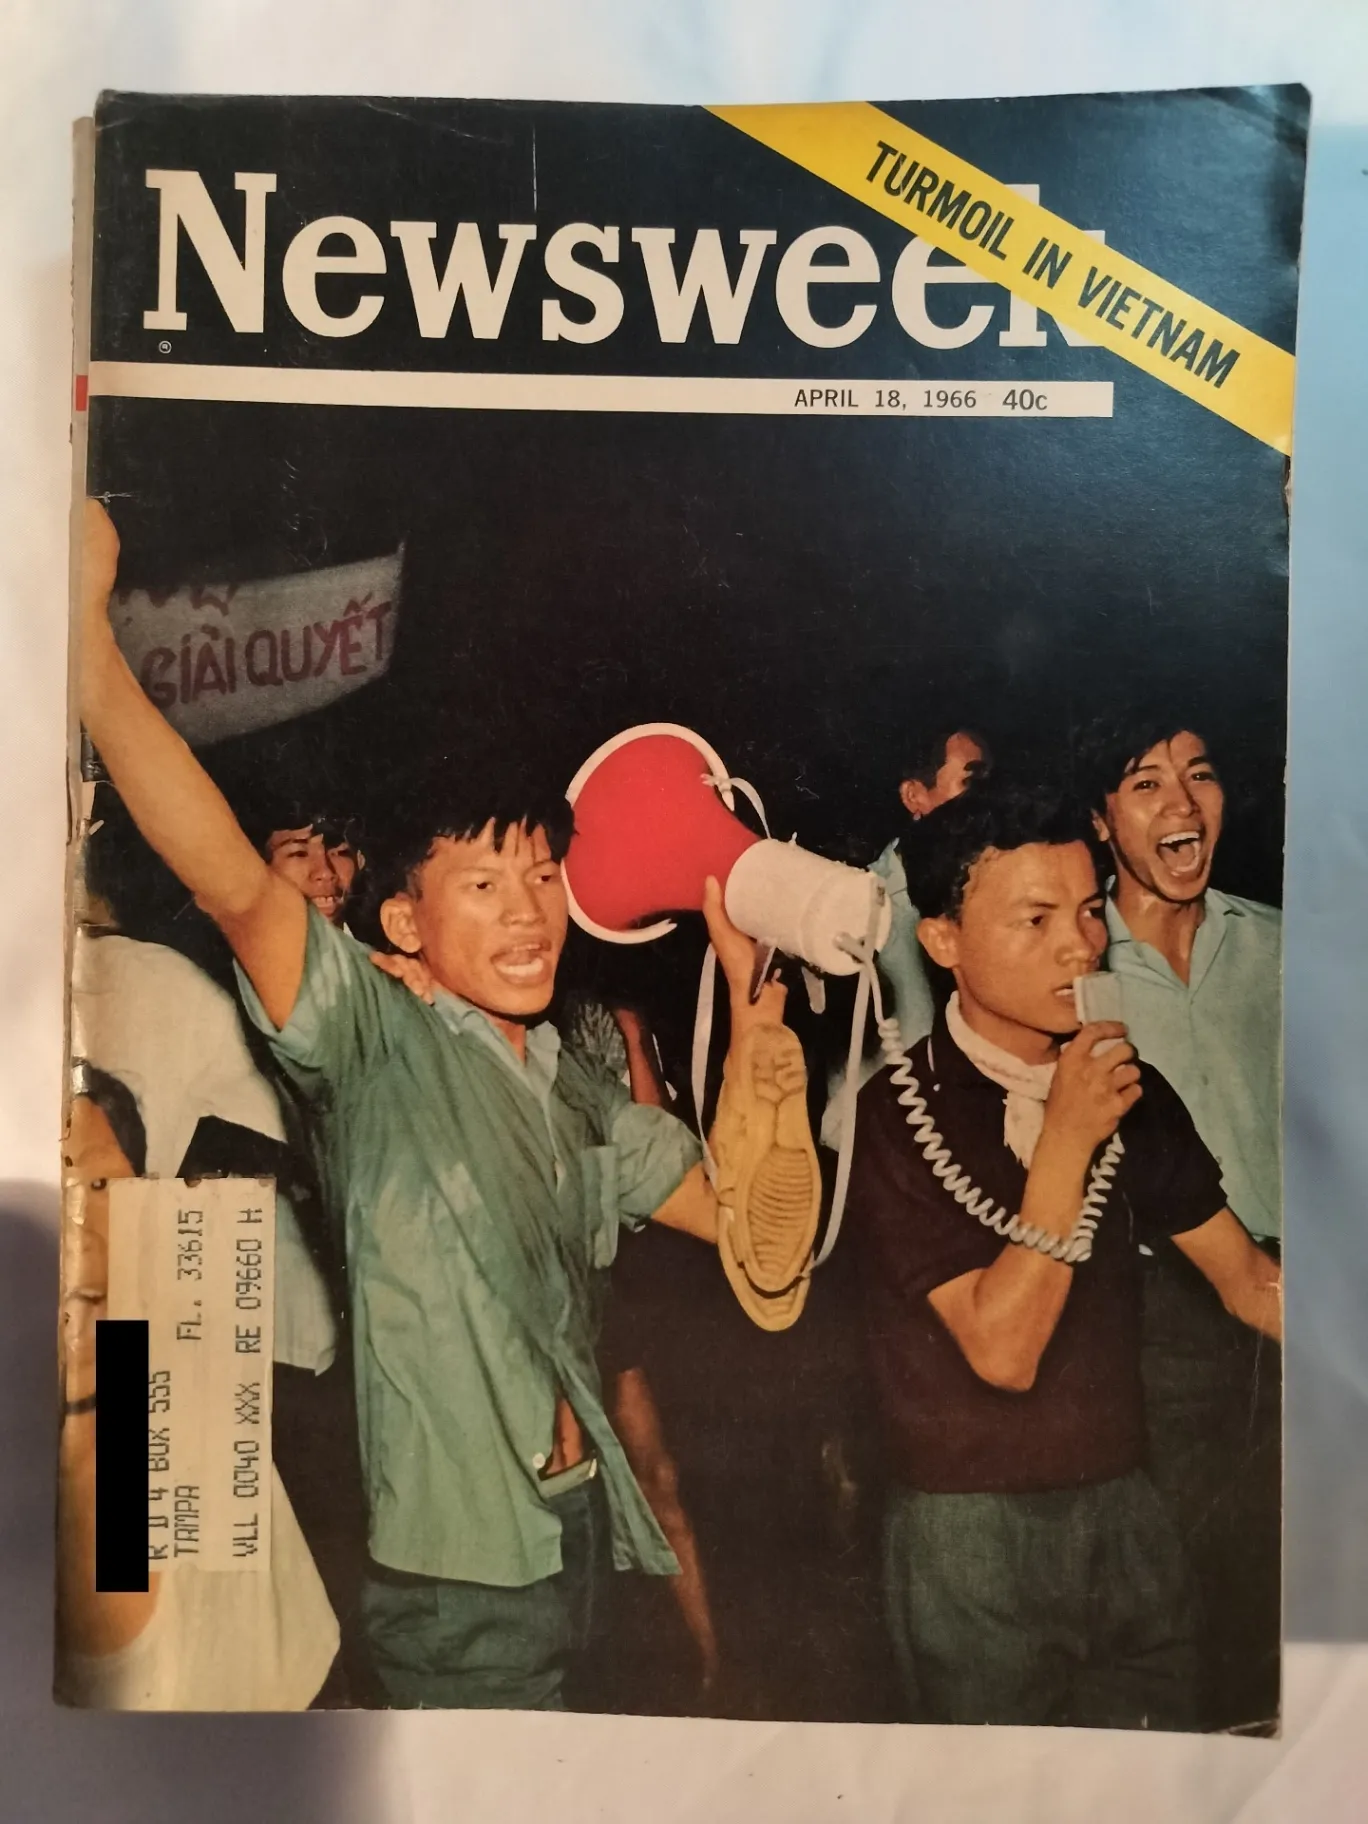 Newsweek
TURMOIL IN VIETNAM
APRIL 18, 1966 40c
GIẢI QUYẾT
R D 4 BOX 555
TAMPA FL. 33615
WLL 0040 XXX RE 09660 H